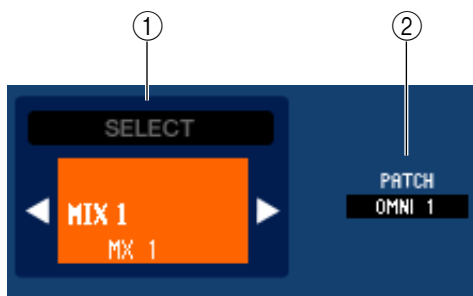 ① ②
SELECT
MIX 1
MX 1
PATCH
OMNI 1